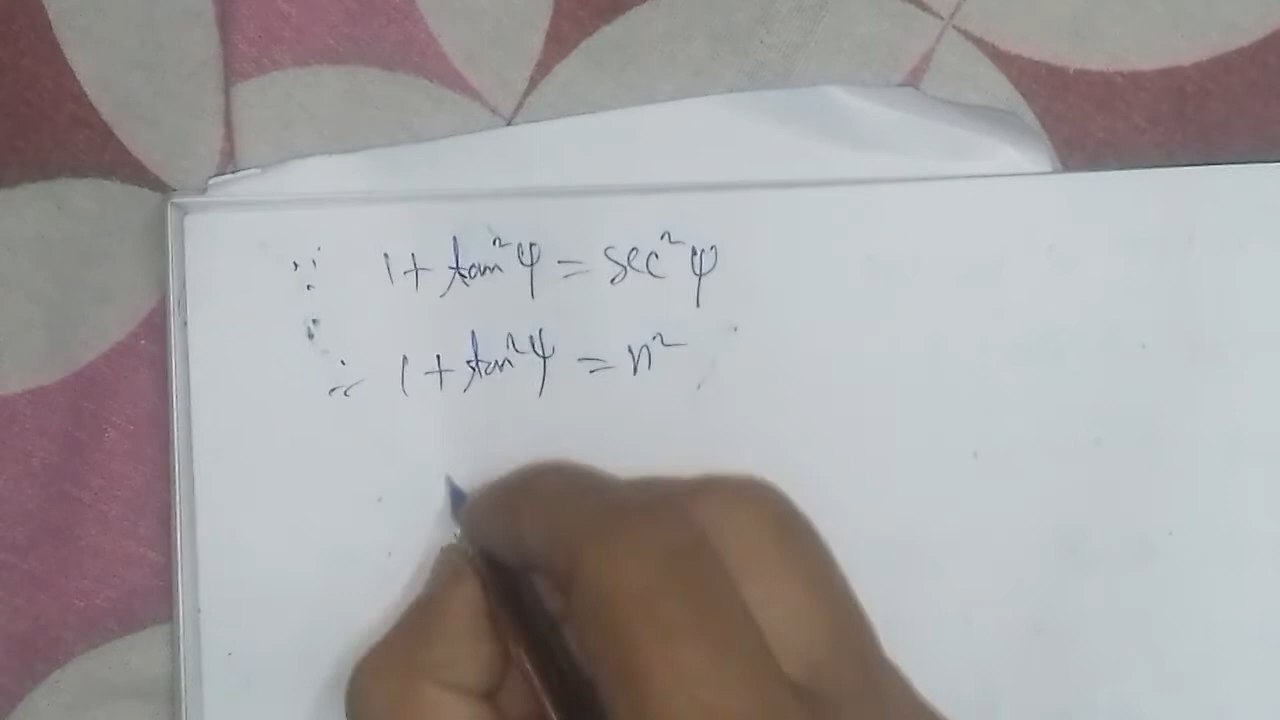 ∵ 1 + tan²ψ = sec²ψ
∴ 1 + tan²ψ = n²